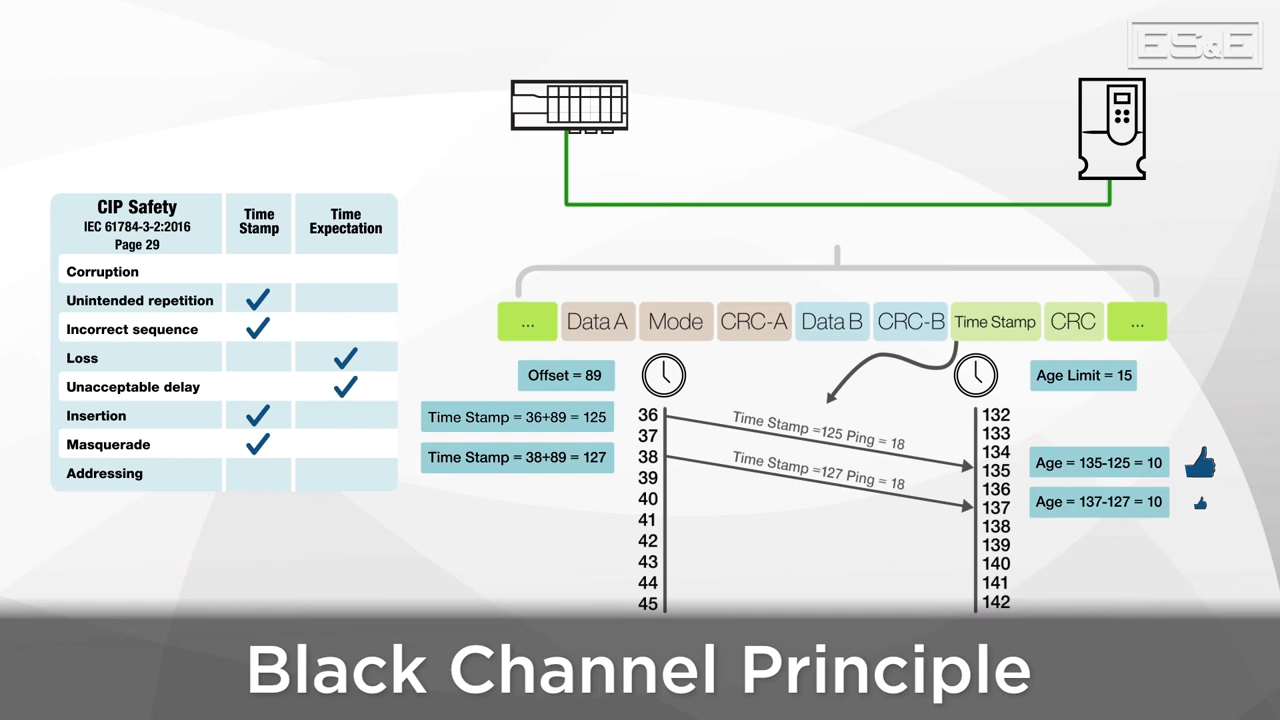 ES&E
CIP Safety
IEC 61784-3-2:2016
Page 29
Time
Stamp
Time
Expectation
Corruption
Unintended repetition
Incorrect sequence
Loss
Unacceptable delay
Insertion
Masquerade
Addressing
... Data A Mode CRC-A Data B CRC-B Time Stamp CRC ...
Offset = 89
Age Limit = 15
Time Stamp = 36+89 = 125
Time Stamp = 38+89 = 127
36
37
38
39
40
41
42
43
44
45
Time Stamp =125 Ping = 18
Time Stamp =127 Ping = 18
132
133
134
135
136
137
138
139
140
141
142
Age = 135-125 = 10
Age = 137-127 = 10
Black Channel Principle